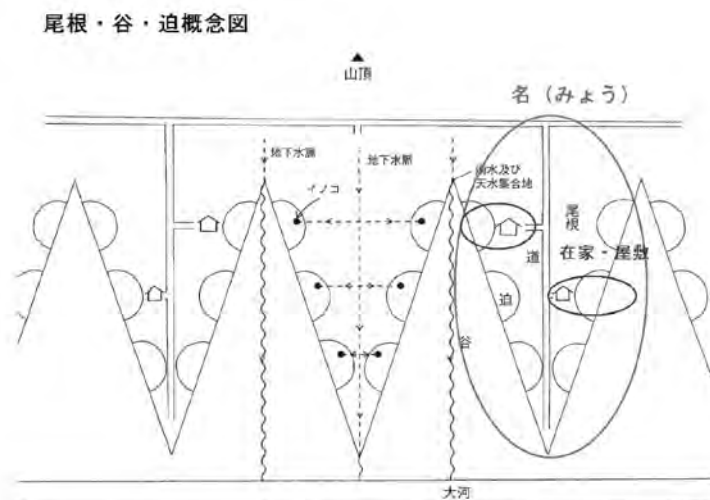 尾根・谷・迫概念図
山頂
名（みょう）
地下水脈
地下水脈
湧水及び
天水集合地
イノコ
尾根
道
在家・屋敷
迫
谷
大河